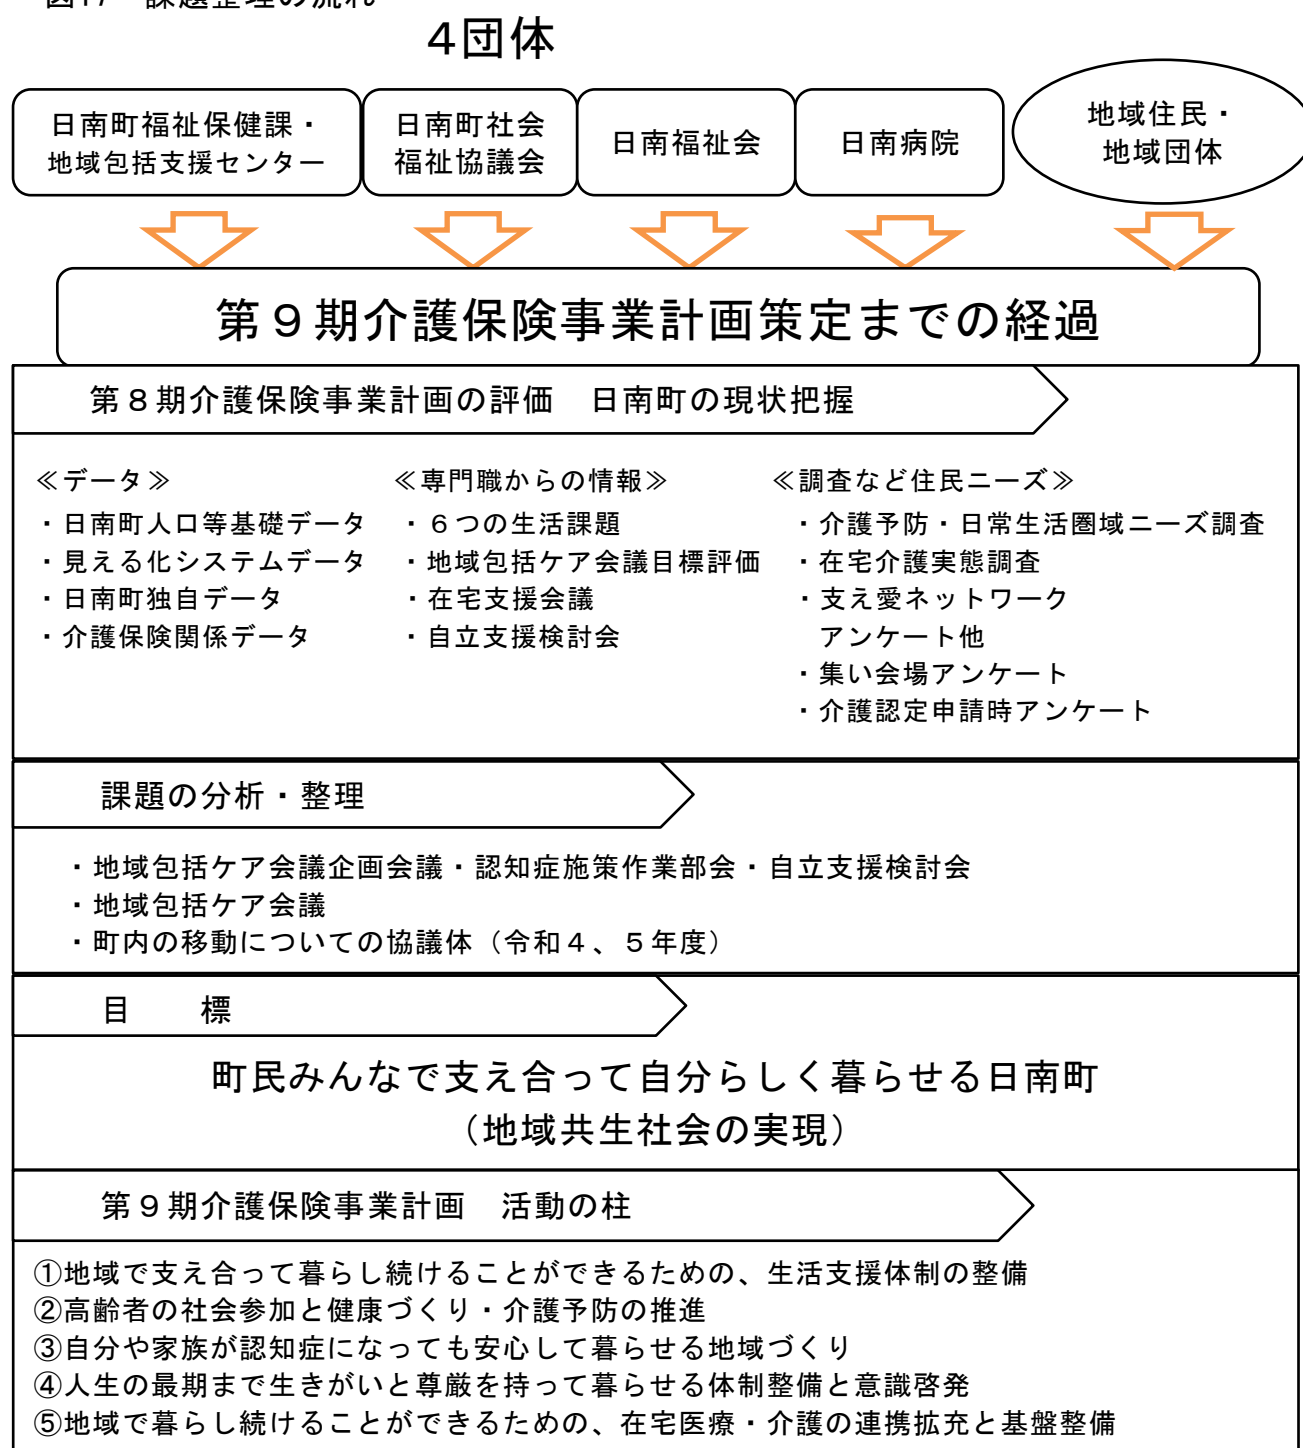 図17 課題整理の流れ
4団体
日南町福祉保健課・
地域包括支援センター
日南町社会
福祉協議会
日南福祉会
日南病院
地域住民・
地域団体
第9期介護保険事業計画策定までの経過
第8期介護保険事業計画の評価 日南町の現状把握
≪データ≫
・日南町人口等基礎データ
・見える化システムデータ
・日南町独自データ
・介護保険関係データ
≪専門職からの情報≫
・6つの生活課題
・地域包括ケア会議目標評価
・在宅支援会議
・自立支援検討会
≪調査など住民ニーズ≫
・介護予防・日常生活圏域ニーズ調査
・在宅介護実態調査
・支え愛ネットワーク
アンケート他
・集い会場アンケート
・介護認定申請時アンケート
課題の分析・整理
・地域包括ケア会議企画会議・認知症施策作業部会・自立支援検討会
・地域包括ケア会議
・町内の移動についての協議体(令和4、5年度)
目 標
町民みんなで支え合って自分らしく暮らせる日南町
(地域共生社会の実現)
第9期介護保険事業計画 活動の柱
①地域で支え合って暮らし続けることができるための、生活支援体制の整備
②高齢者の社会参加と健康づくり・介護予防の推進
③自分や家族が認知症になっても安心して暮らせる地域づくり
④人生の最期まで生きがいと尊厳を持って暮らせる体制整備と意識啓発
⑤地域で暮らし続けることができるための、在宅医療・介護の連携拡充と基盤整備